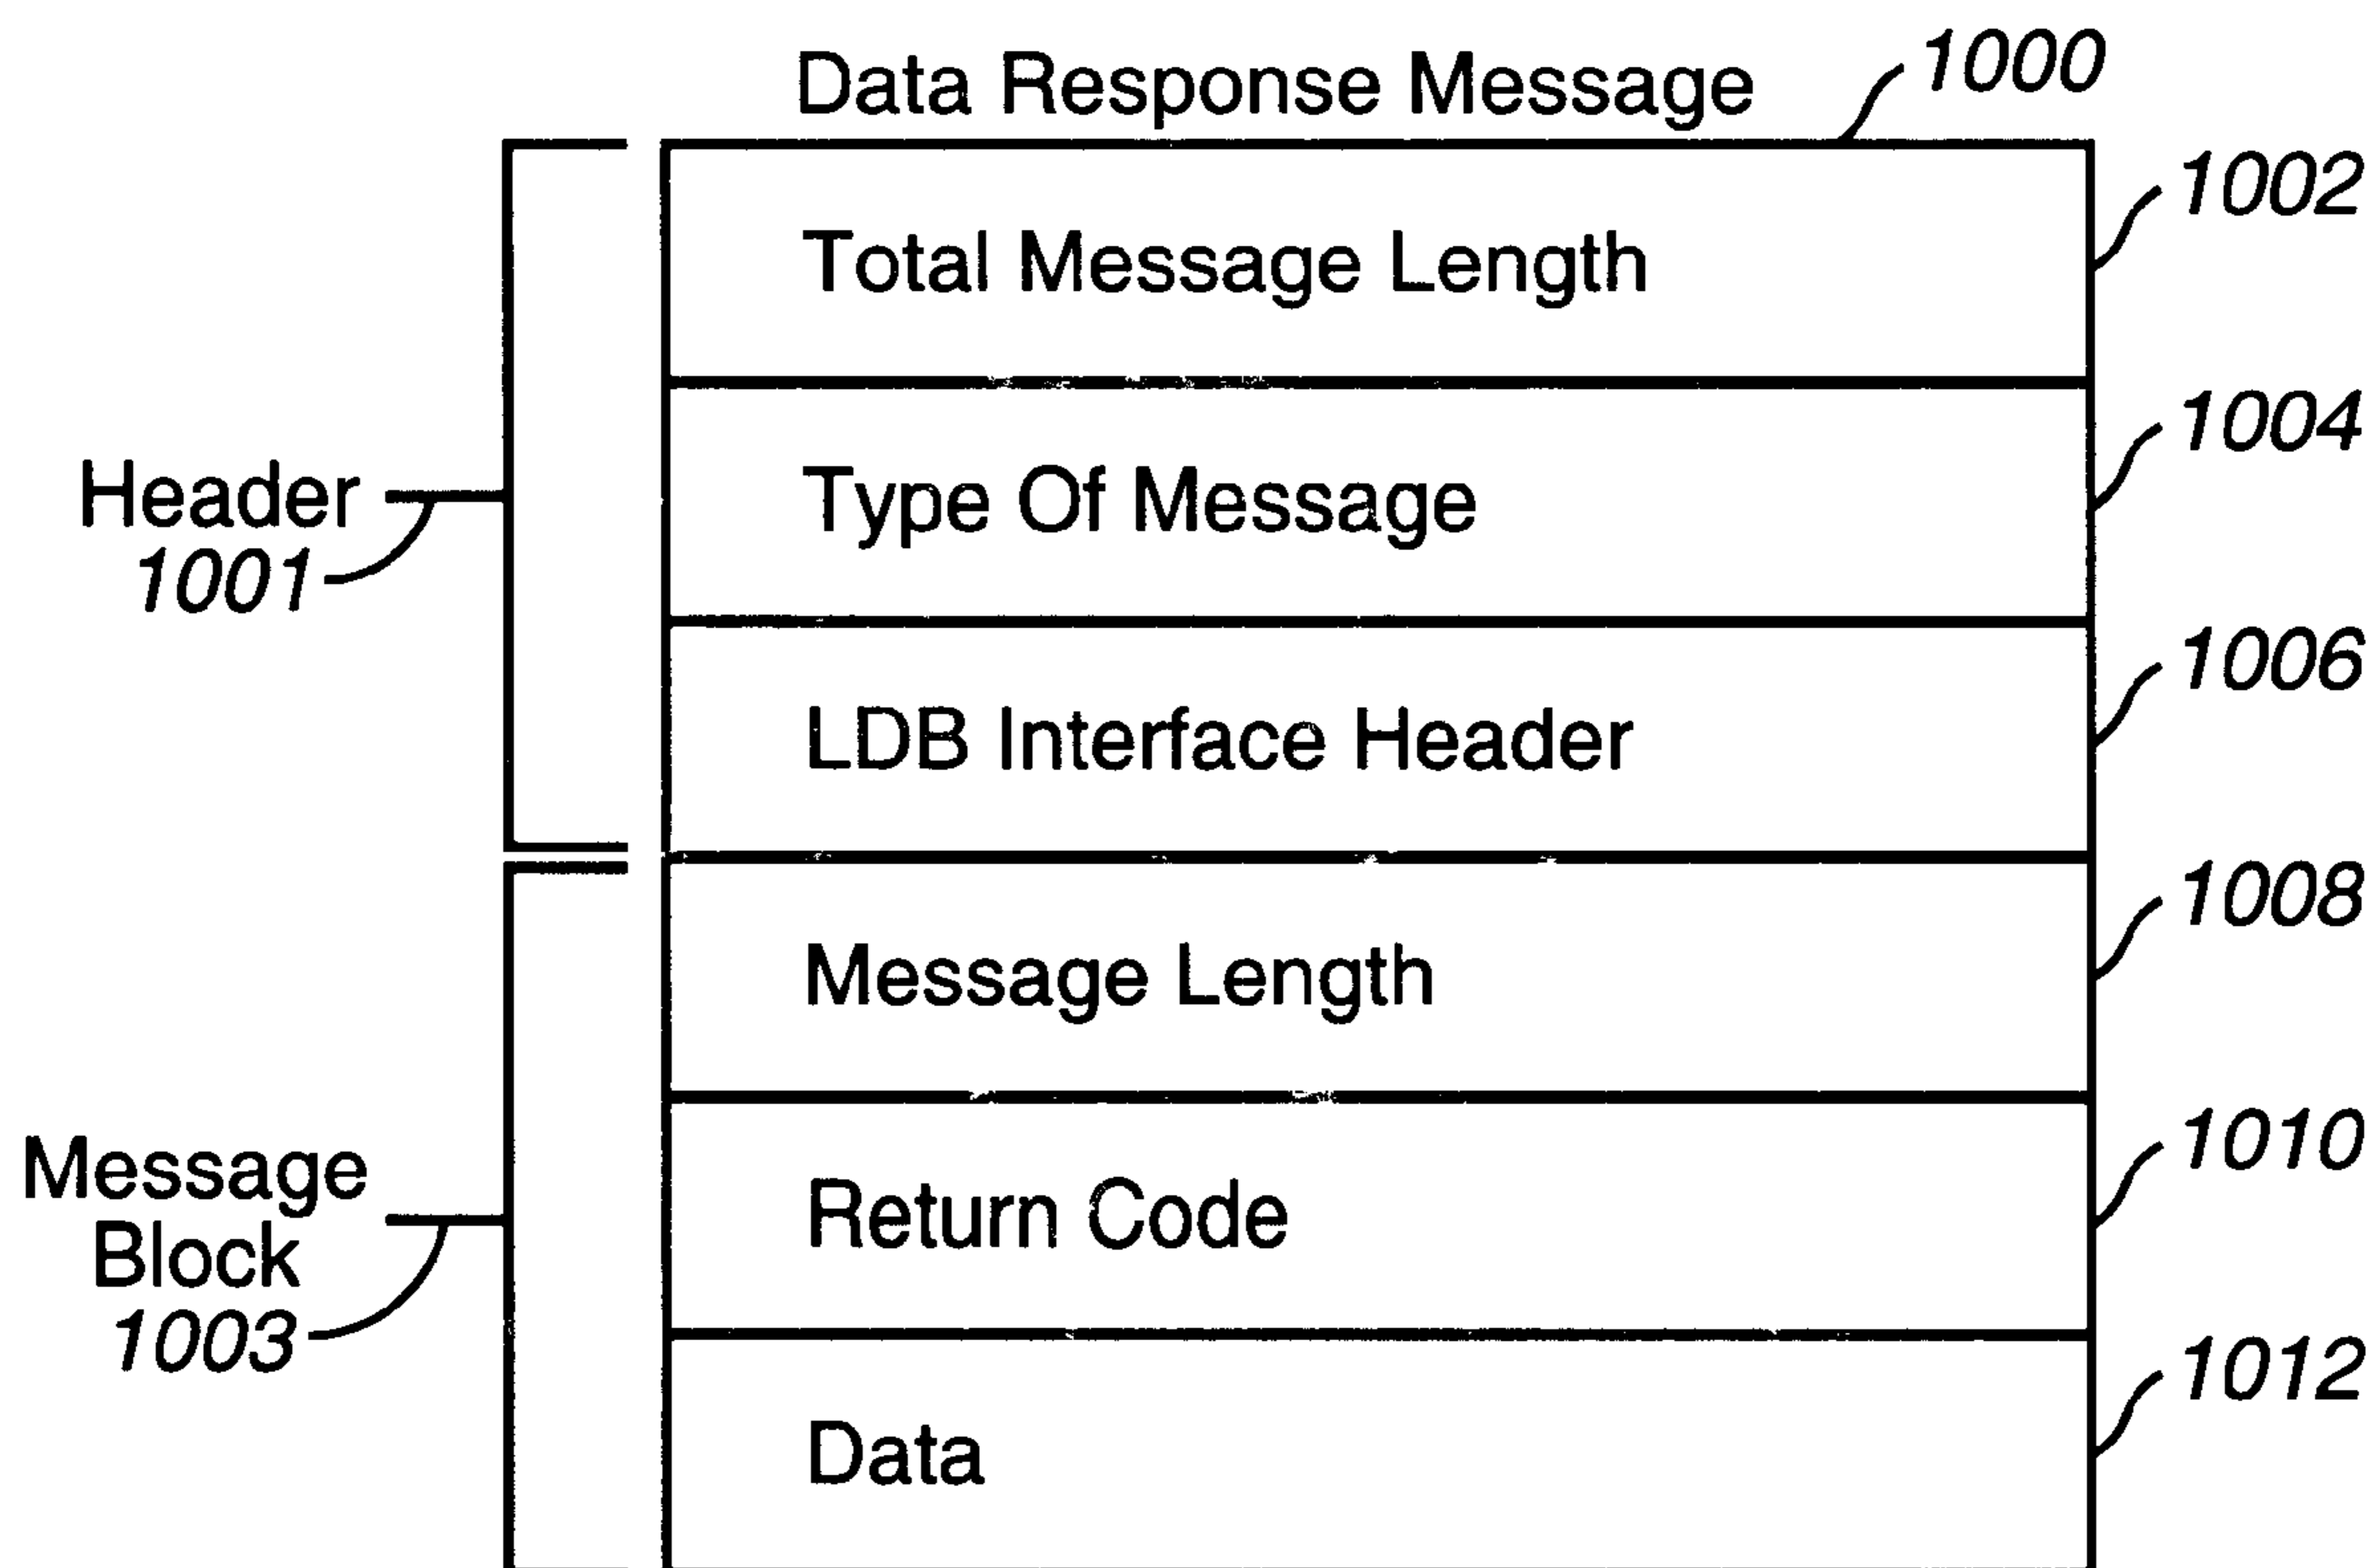 Data Response Message
1000
Total Message Length
1002
Type Of Message
1004
Header
1001
LDB Interface Header
1006
Message Length
1008
Message
Block
1003
Return Code
1010
Data
1012